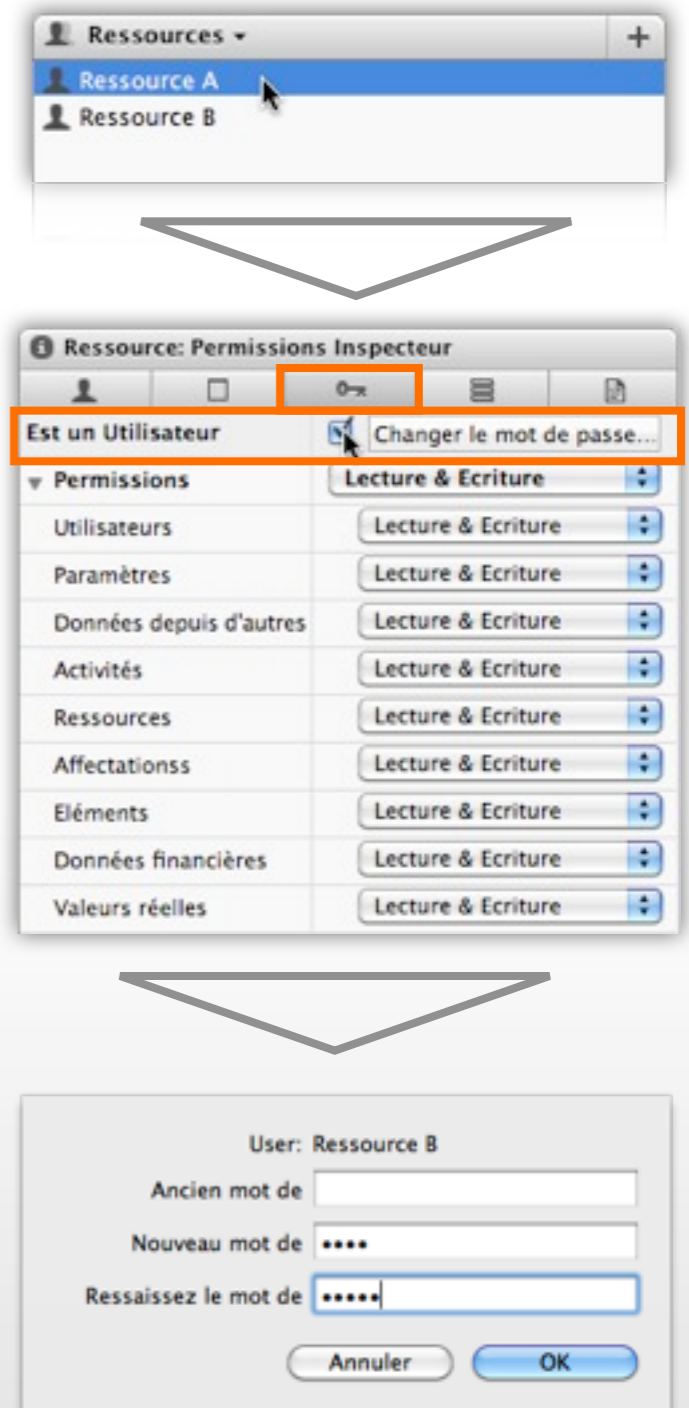 Ressources
Ressource A
Ressource B
Ressource: Permissions Inspecteur
Est un Utilisateur Changer le mot de passe...
Permissions Lecture & Ecriture
Utilisateurs Lecture & Ecriture
Paramètres Lecture & Ecriture
Données depuis d'autres Lecture & Ecriture
Activités Lecture & Ecriture
Ressources Lecture & Ecriture
Affectationss Lecture & Ecriture
Eléments Lecture & Ecriture
Données financières Lecture & Ecriture
Valeurs réelles Lecture & Ecriture
User: Ressource B
Ancien mot de
Nouveau mot de ••••
Ressaissez le mot de •••••
Annuler OK